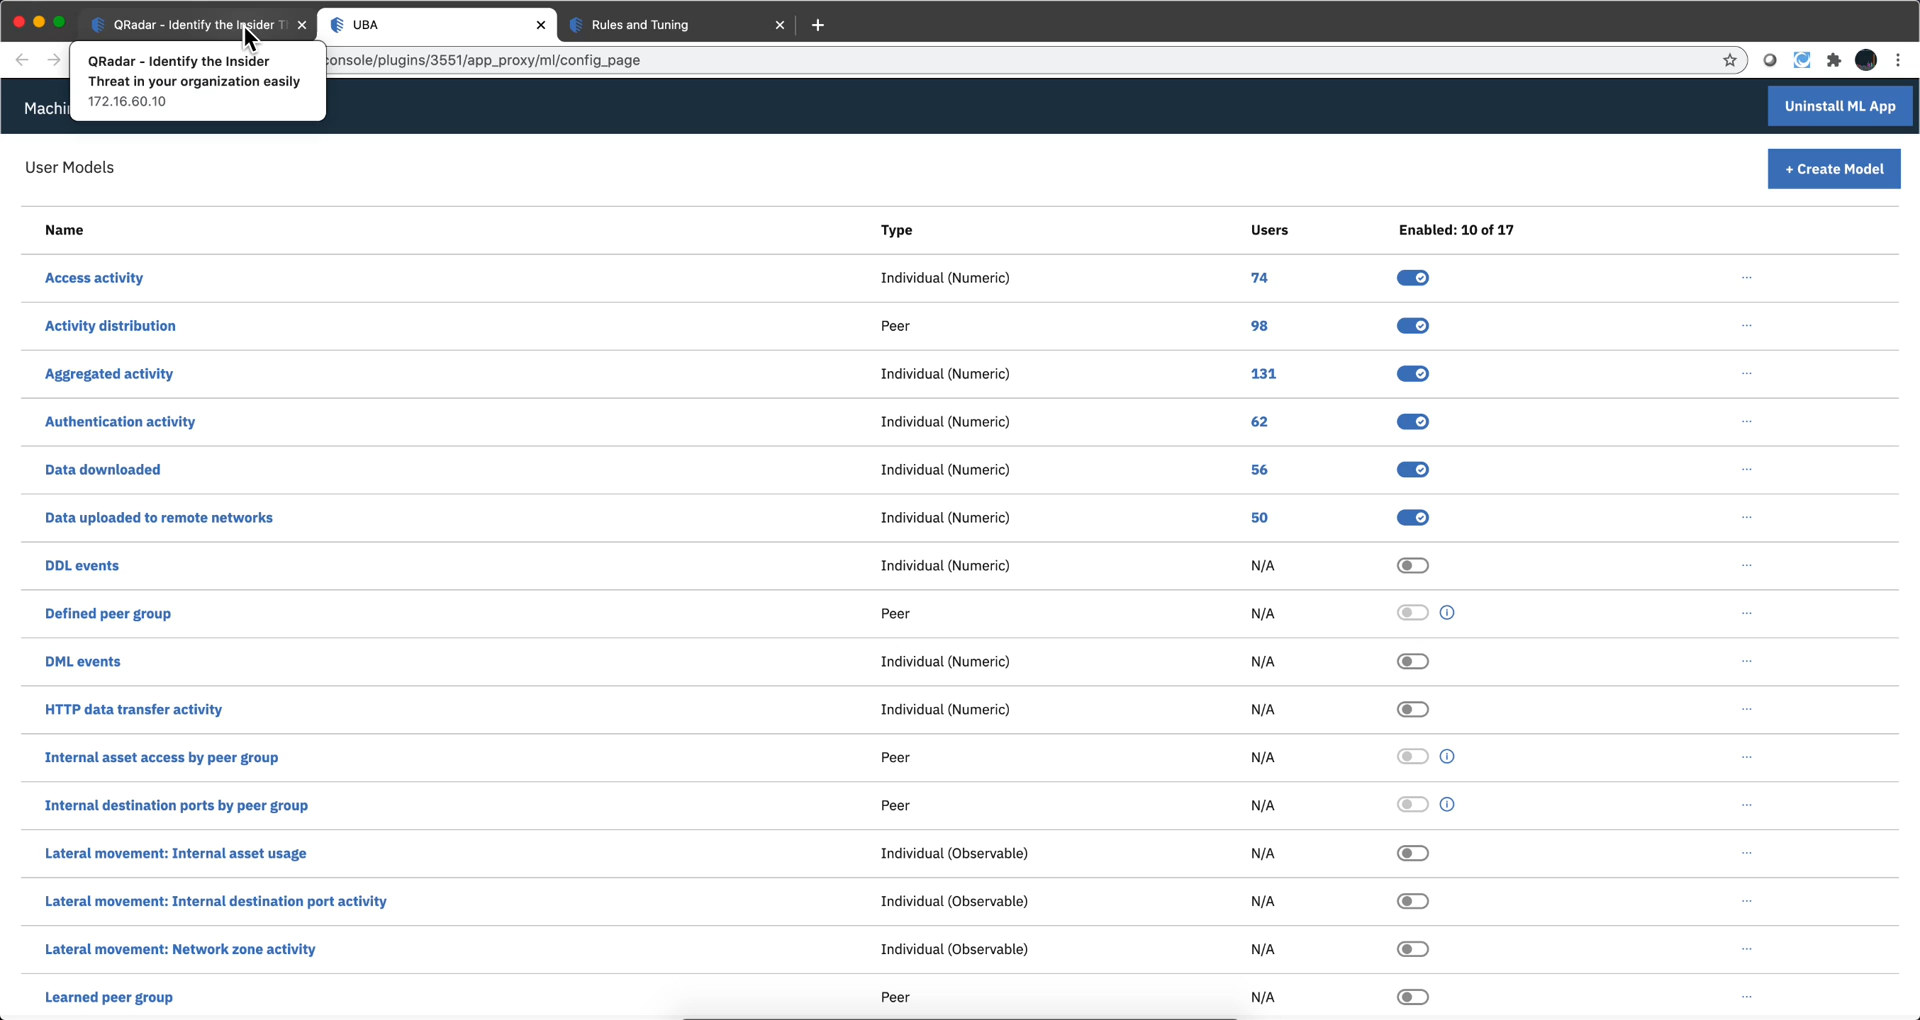 QRadar - Identify the Insider Th
UBA
Rules and Tuning
QRadar - Identify the Insider
Threat in your organization easily
172.16.60.10
console/plugins/3551/app_proxy/ml/config_page
Machi
Uninstall ML App
User Models
+ Create Model
Name Type Users Enabled: 10 of 17
Access activity Individual (Numeric) 74 ...
Activity distribution Peer 98 ...
Aggregated activity Individual (Numeric) 131 ...
Authentication activity Individual (Numeric) 62 ...
Data downloaded Individual (Numeric) 56 ...
Data uploaded to remote networks Individual (Numeric) 50 ...
DDL events Individual (Numeric) N/A ...
Defined peer group Peer N/A ...
DML events Individual (Numeric) N/A ...
HTTP data transfer activity Individual (Numeric) N/A ...
Internal asset access by peer group Peer N/A ...
Internal destination ports by peer group Peer N/A ...
Lateral movement: Internal asset usage Individual (Observable) N/A ...
Lateral movement: Internal destination port activity Individual (Observable) N/A ...
Lateral movement: Network zone activity Individual (Observable) N/A ...
Learned peer group Peer N/A ...